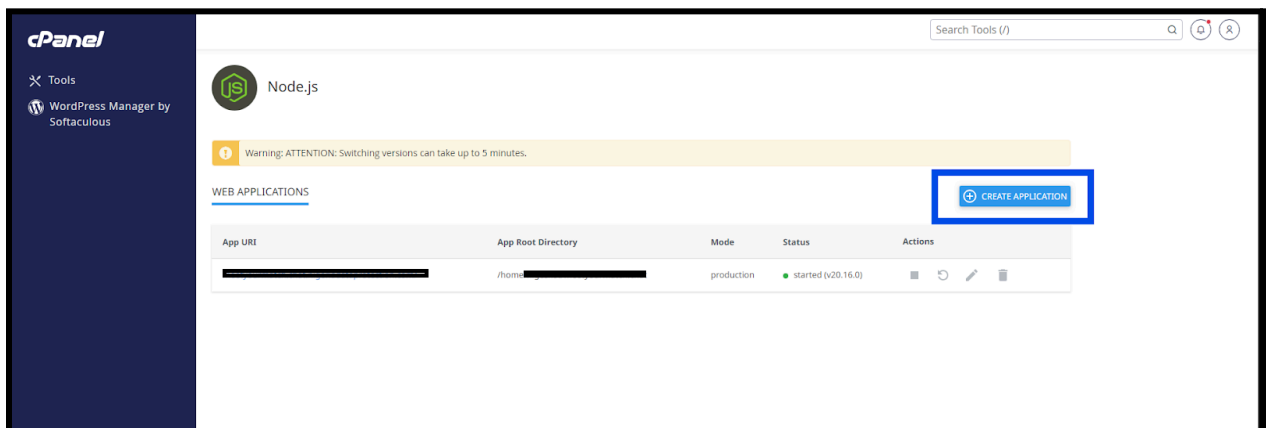 cPanel
Search Tools (/)
Tools
WordPress Manager by
Softaculous
JS
Node.js
Warning: ATTENTION: Switching versions can take up to 5 minutes.
WEB APPLICATIONS
CREATE APPLICATION
App URI App Root Directory Mode Status Actions
/home production started (v20.16.0)